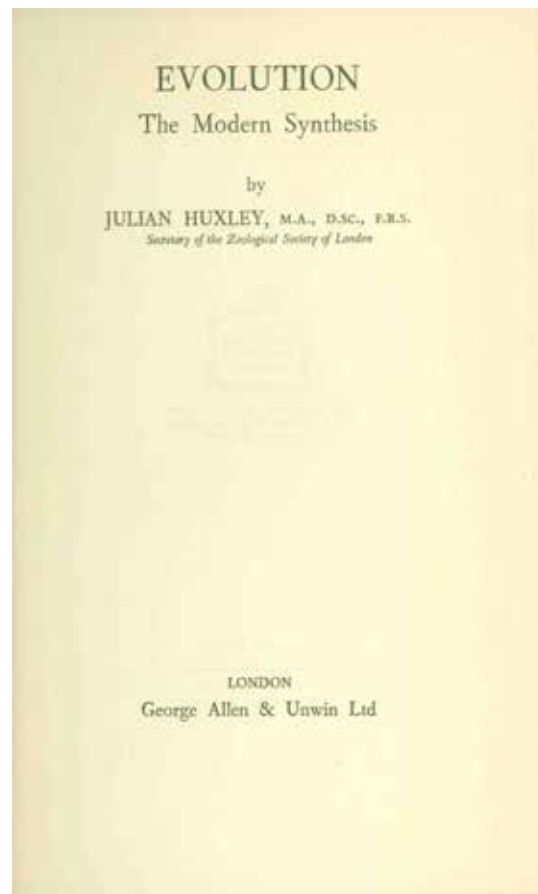 EVOLUTION
The Modern Synthesis
by
JULIAN HUXLEY, M.A., D.SC., F.R.S.
Secretary of the Zoological Society of London
LONDON
George Allen & Unwin Ltd